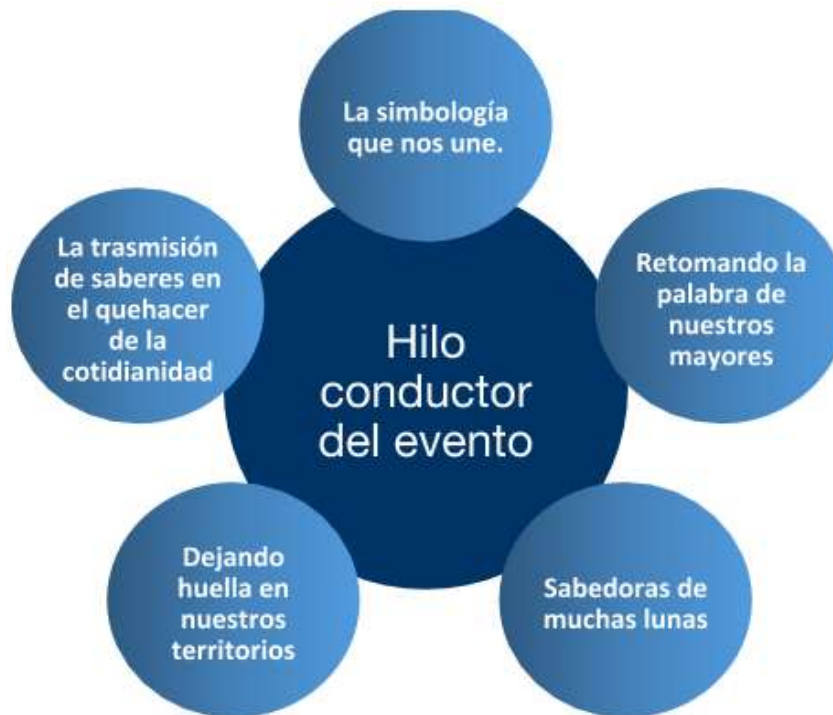 La simbología
que nos une.
Retomando la
palabra de
nuestros
mayores
Sabedoras de
muchas lunas
Dejando
huella en
nuestros
territorios
La trasmisión
de saberes en
el quehacer
de la
cotidianidad
Hilo
conductor
del evento